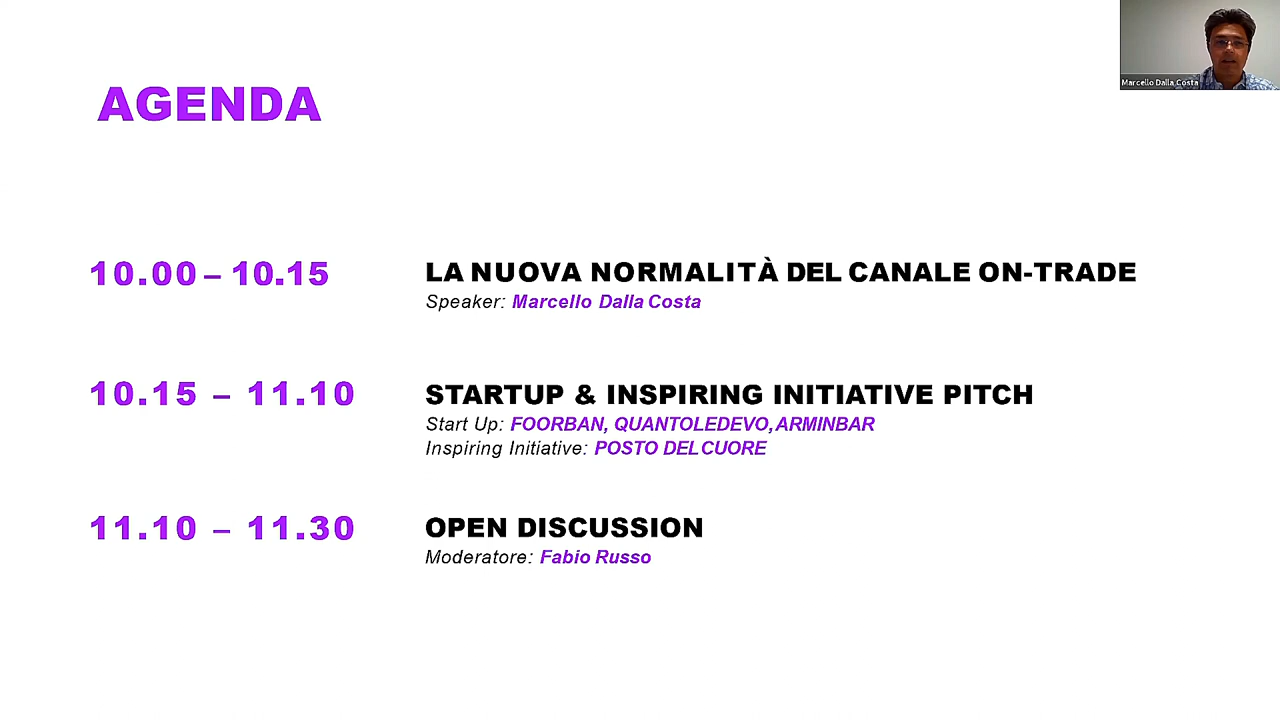 Marcello Dalla Costa
AGENDA
10.00 – 10.15
LA NUOVA NORMALITÀ DEL CANALE ON-TRADE
Speaker: Marcello Dalla Costa
10.15 – 11.10
STARTUP & INSPIRING INITIATIVE PITCH
Start Up: FOORBAN, QUANTOLEDEVO, ARMINBAR
Inspiring Initiative: POSTO DEL CUORE
11.10 – 11.30
OPEN DISCUSSION
Moderatore: Fabio Russo